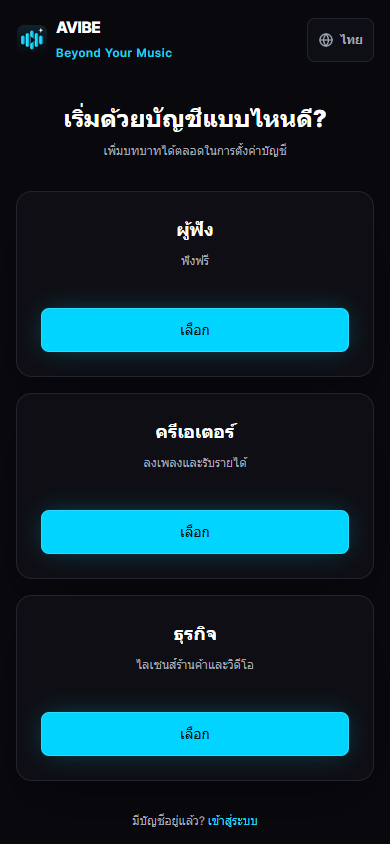 AVIBE
Beyond Your Music
ไทย
เริ่มด้วยบัญชีแบบไหนดี?
เพิ่มบทบาทได้ตลอดในการตั้งค่าบัญชี
ผู้ฟัง
ฟังฟรี
เลือก
ครีเอเตอร์
ลงเพลงและรับรายได้
เลือก
ธุรกิจ
ไลเซนส์ร้านค้าและวิดีโอ
เลือก
มีบัญชีอยู่แล้ว? เข้าสู่ระบบ